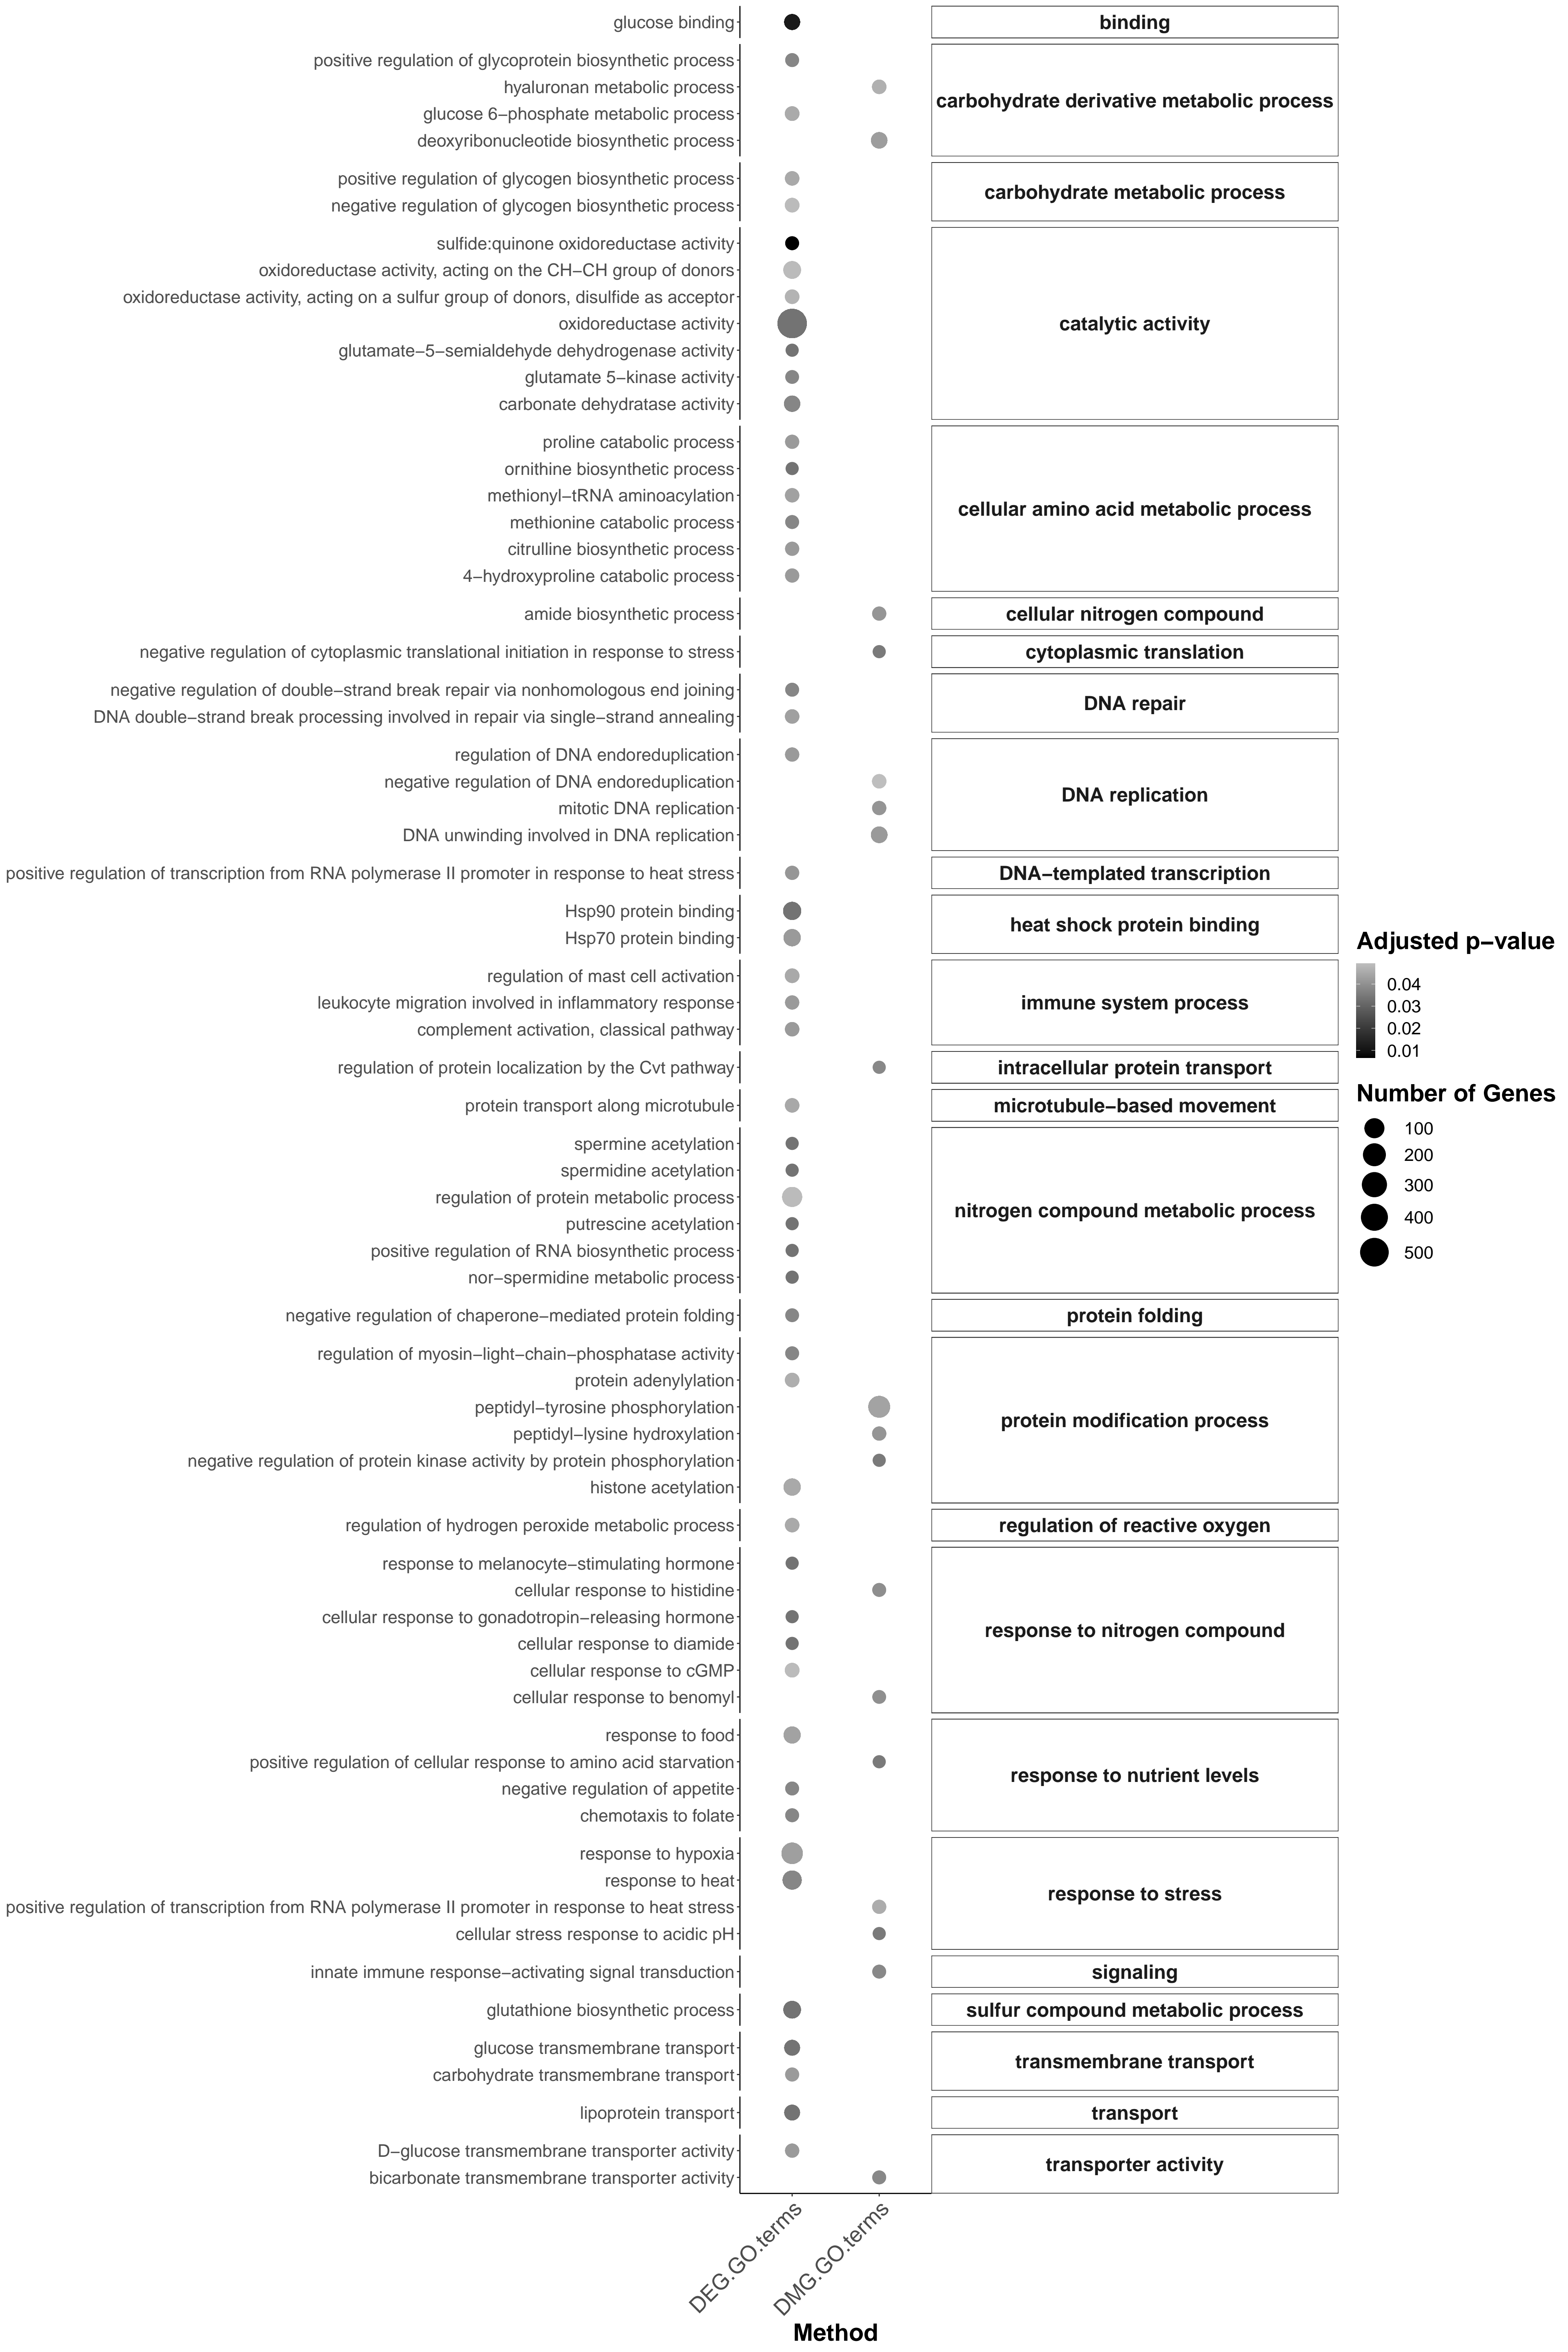 glucose binding
binding
positive regulation of glycoprotein biosynthetic process
hyaluronan metabolic process
glucose 6−phosphate metabolic process
deoxyribonucleotide biosynthetic process
carbohydrate derivative metabolic process
positive regulation of glycogen biosynthetic process
negative regulation of glycogen biosynthetic process
carbohydrate metabolic process
sulfide:quinone oxidoreductase activity
oxidoreductase activity, acting on the CH−CH group of donors
oxidoreductase activity, acting on a sulfur group of donors, disulfide as acceptor
oxidoreductase activity
glutamate−5−semialdehyde dehydrogenase activity
glutamate 5−kinase activity
carbonate dehydratase activity
catalytic activity
proline catabolic process
ornithine biosynthetic process
methionyl−tRNA aminoacylation
methionine catabolic process
citrulline biosynthetic process
4−hydroxyproline catabolic process
cellular amino acid metabolic process
amide biosynthetic process
cellular nitrogen compound
negative regulation of cytoplasmic translational initiation in response to stress
cytoplasmic translation
negative regulation of double−strand break repair via nonhomologous end joining
DNA double−strand break processing involved in repair via single−strand annealing
DNA repair
regulation of DNA endoreduplication
negative regulation of DNA endoreduplication
mitotic DNA replication
DNA unwinding involved in DNA replication
DNA replication
positive regulation of transcription from RNA polymerase II promoter in response to heat stress
DNA−templated transcription
Hsp90 protein binding
Hsp70 protein binding
heat shock protein binding
regulation of mast cell activation
leukocyte migration involved in inflammatory response
complement activation, classical pathway
immune system process
regulation of protein localization by the Cvt pathway
intracellular protein transport
protein transport along microtubule
microtubule−based movement
spermine acetylation
spermidine acetylation
regulation of protein metabolic process
putrescine acetylation
positive regulation of RNA biosynthetic process
nor−spermidine metabolic process
nitrogen compound metabolic process
negative regulation of chaperone−mediated protein folding
protein folding
regulation of myosin−light−chain−phosphatase activity
protein adenylylation
peptidyl−tyrosine phosphorylation
peptidyl−lysine hydroxylation
negative regulation of protein kinase activity by protein phosphorylation
histone acetylation
protein modification process
regulation of hydrogen peroxide metabolic process
regulation of reactive oxygen
response to melanocyte−stimulating hormone
cellular response to histidine
cellular response to gonadotropin−releasing hormone
cellular response to diamide
cellular response to cGMP
cellular response to benomyl
response to nitrogen compound
response to food
positive regulation of cellular response to amino acid starvation
negative regulation of appetite
chemotaxis to folate
response to nutrient levels
response to hypoxia
response to heat
positive regulation of transcription from RNA polymerase II promoter in response to heat stress
cellular stress response to acidic pH
response to stress
innate immune response−activating signal transduction
signaling
glutathione biosynthetic process
sulfur compound metabolic process
glucose transmembrane transport
carbohydrate transmembrane transport
transmembrane transport
lipoprotein transport
transport
D−glucose transmembrane transporter activity
bicarbonate transmembrane transporter activity
transporter activity
DEG.GO.terms
DMG.GO.terms
Method
Adjusted p−value
0.04
0.03
0.02
0.01
Number of Genes
100
200
300
400
500